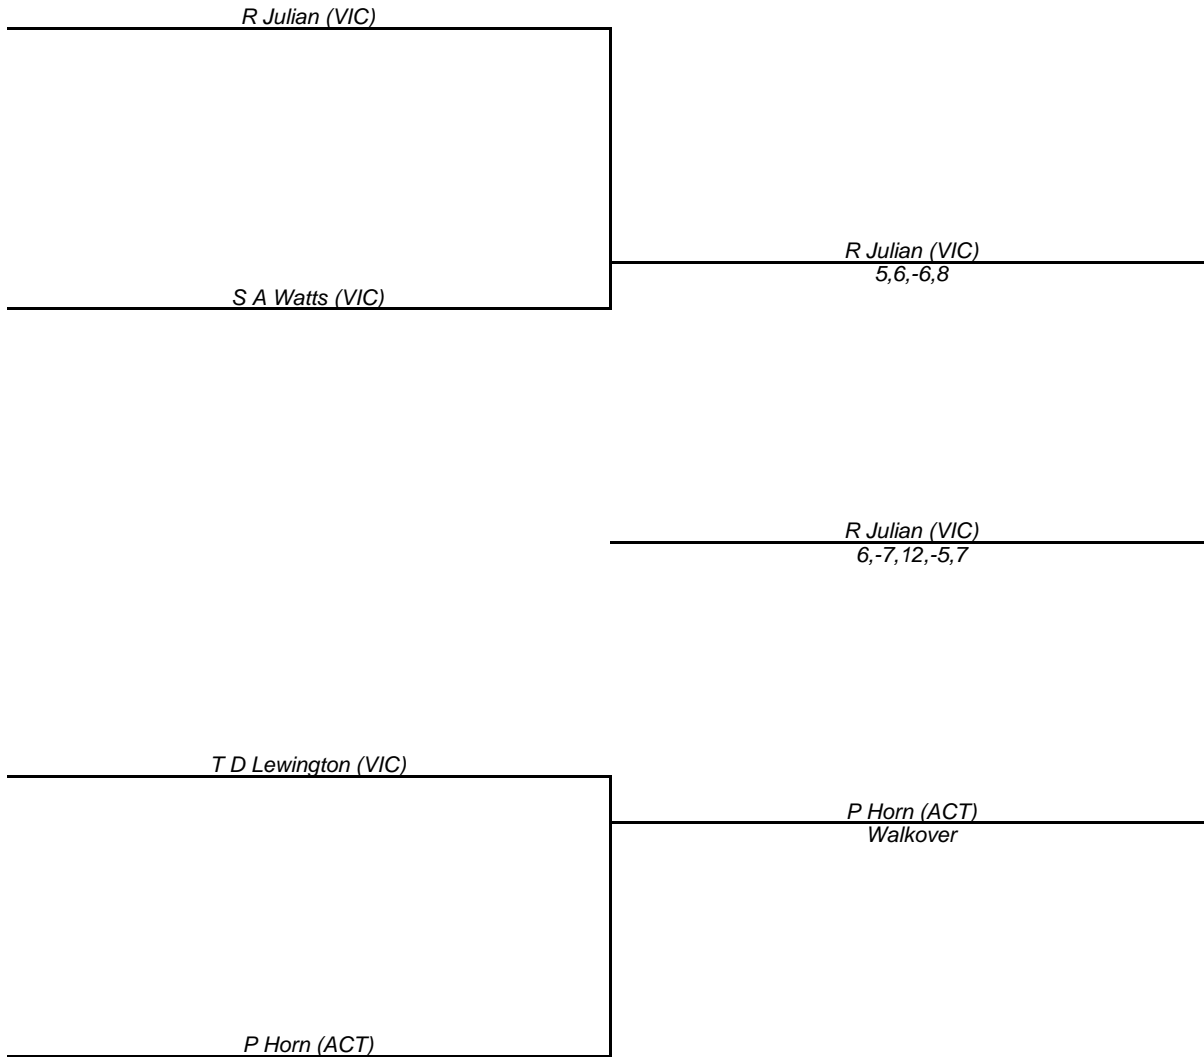 R Julian (VIC)
R Julian (VIC)
5,6,-6,8
S A Watts (VIC)
R Julian (VIC)
6,-7,12,-5,7
T D Lewington (VIC)
P Horn (ACT)
Walkover
P Horn (ACT)